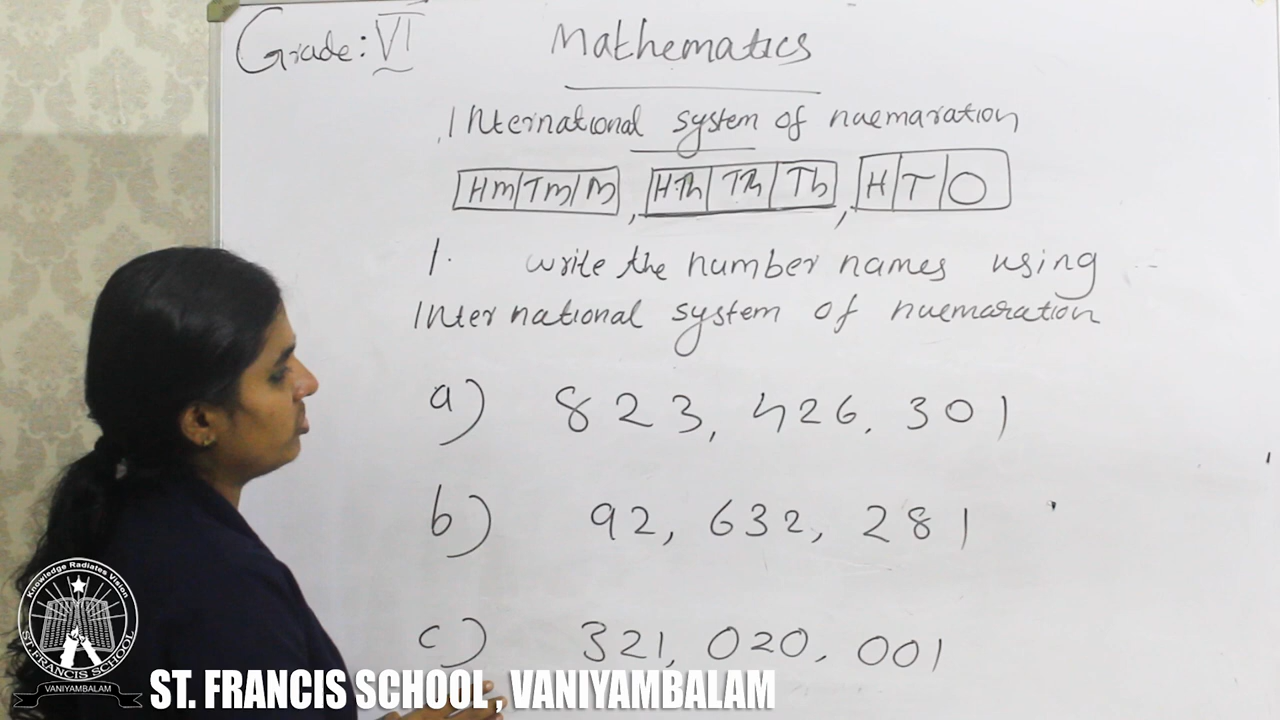 Grade: VI
Mathematics
International system of nuemaration
HM TM M, HTh TTh Th, H T O
1. write the number names using
International system of nuemaration
a) 823, 426, 301
b) 92, 632, 281
c) 321, 020, 001
Knowledge Radiates Vision
ST. FRANCIS SCHOOL
VANIYAMBALAM
ST. FRANCIS SCHOOL, VANIYAMBALAM